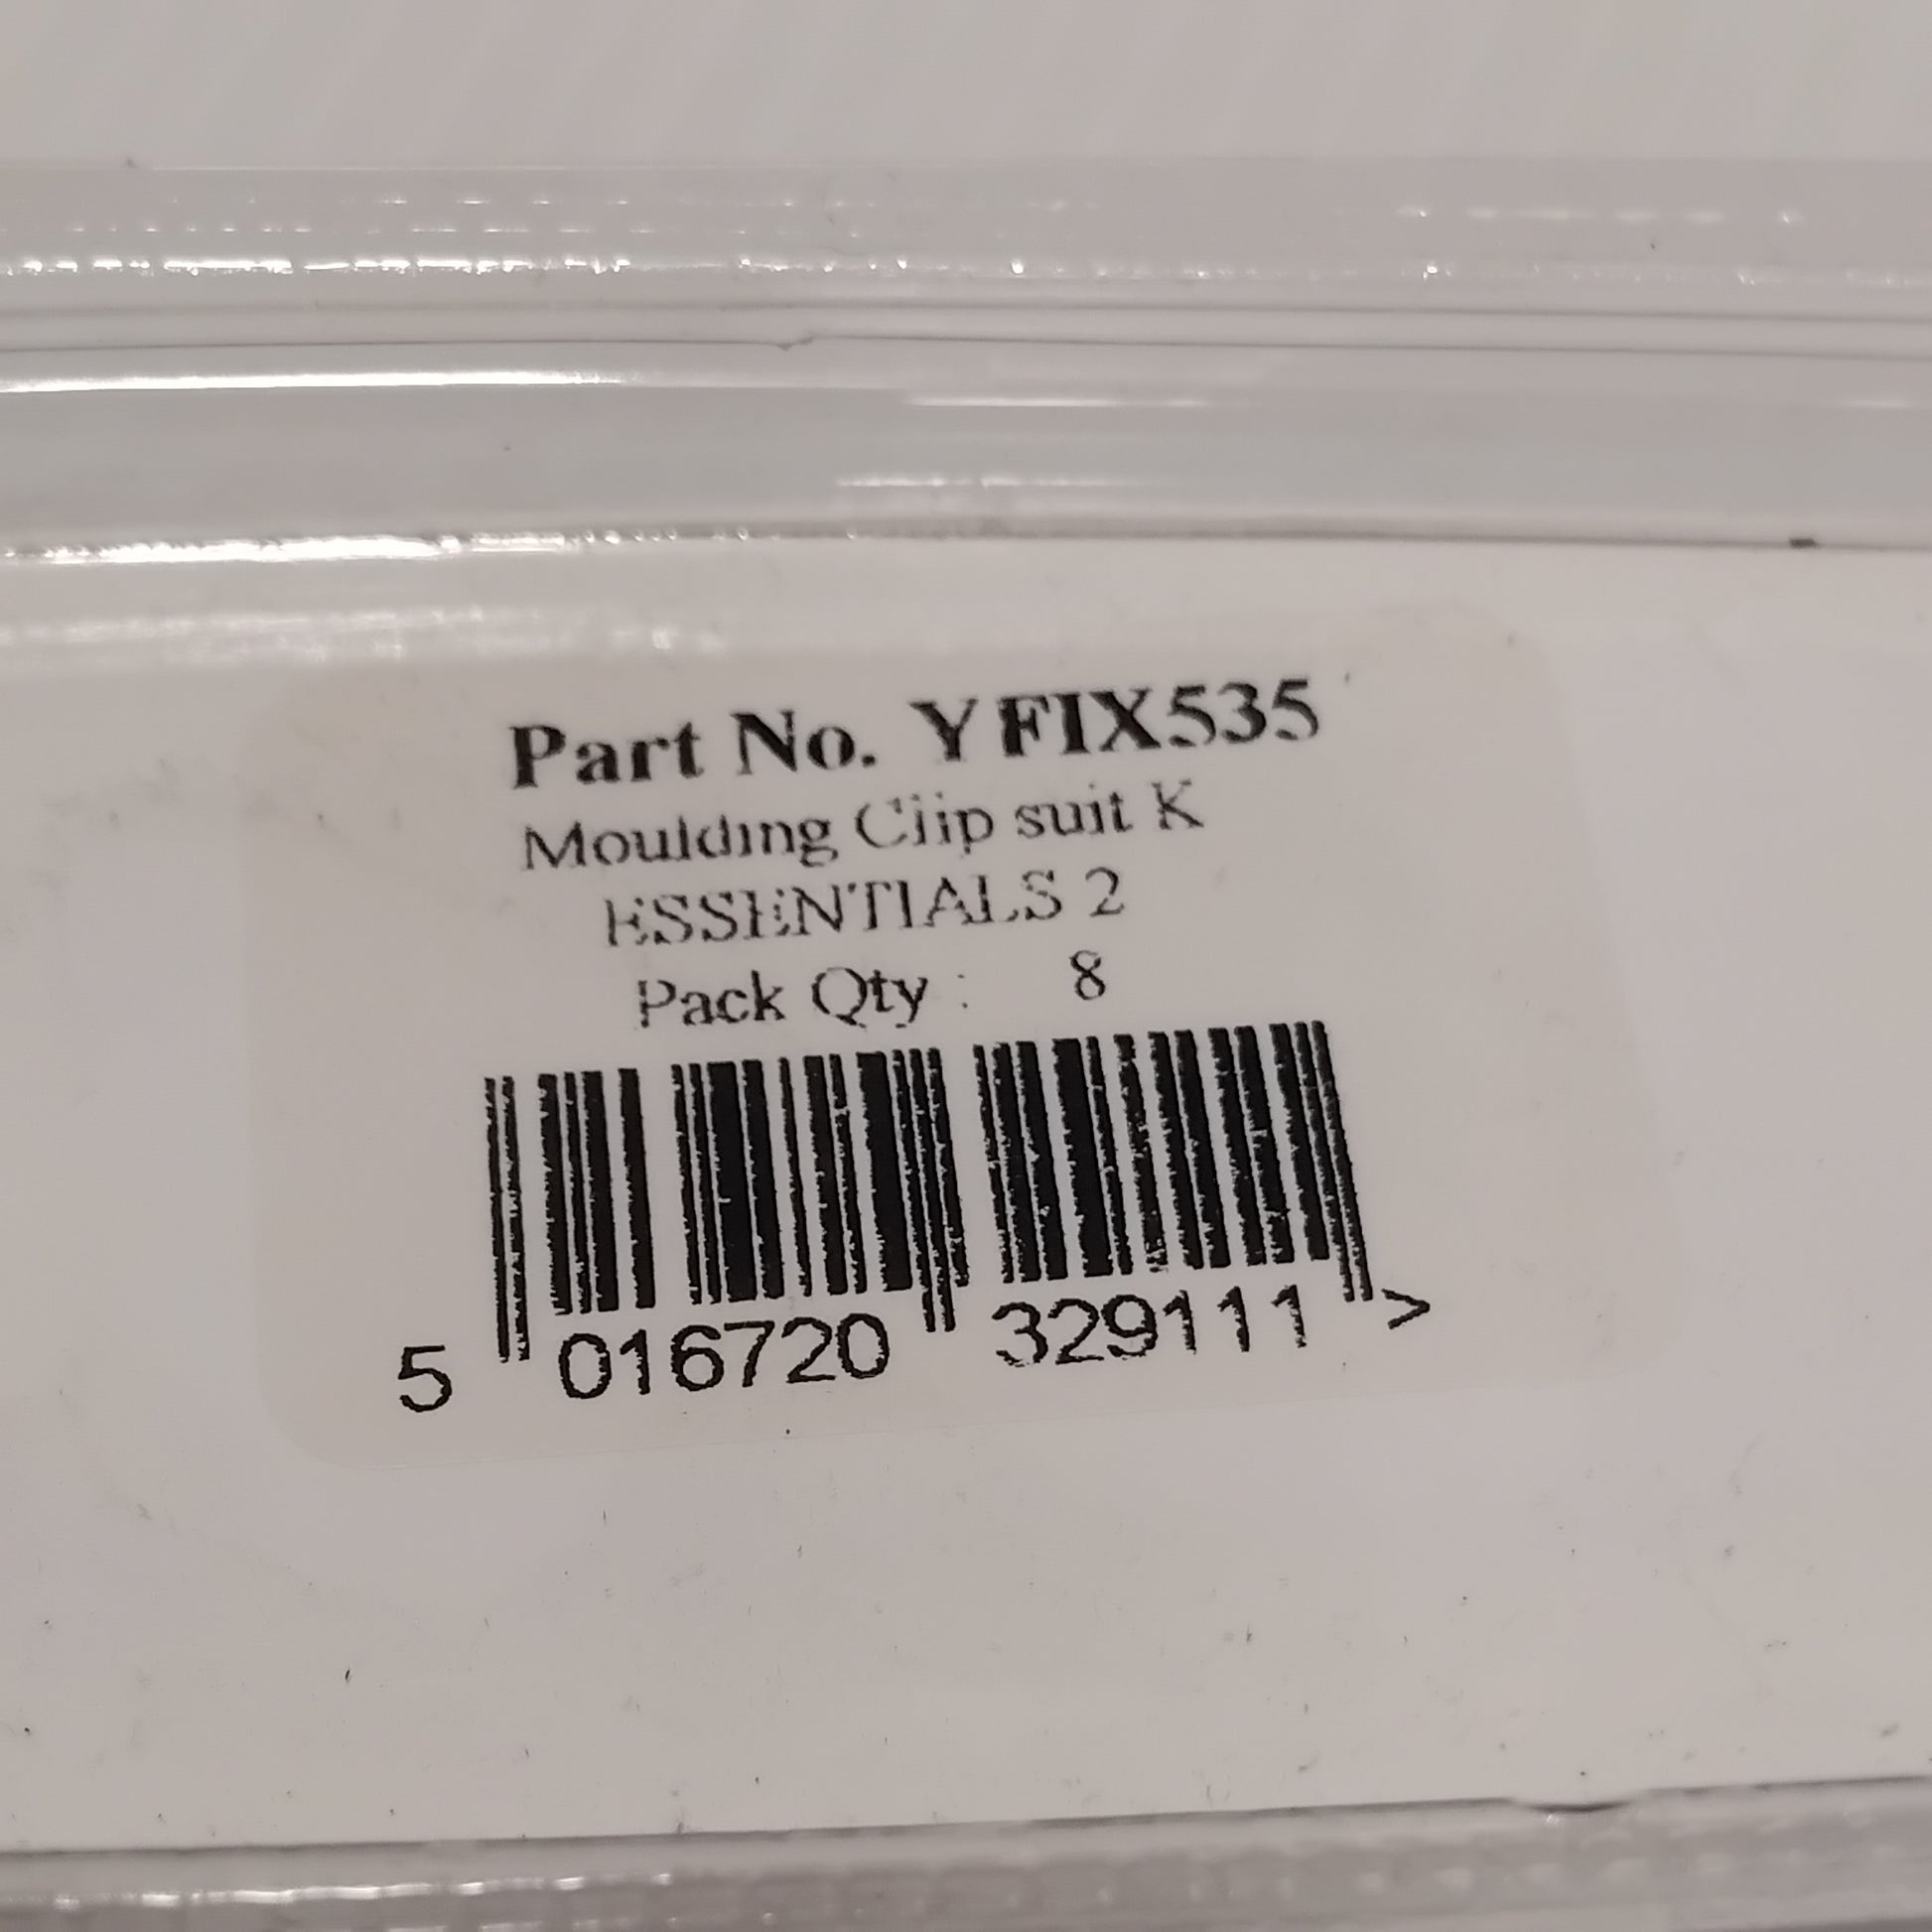 Part No. YFIX535
Moulding Clip suit K
ESSENTIALS 2
Pack Qty : 8
5 016720 329111 >